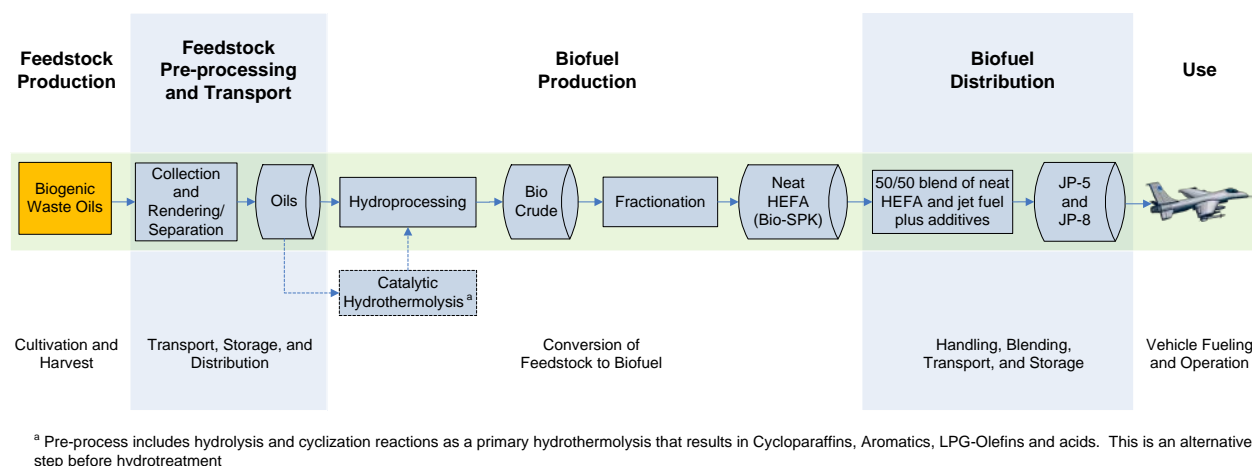 Feedstock
Production
Feedstock
Pre-processing
and Transport
Biofuel
Production
Biofuel
Distribution
Use
Biogenic
Waste Oils
Collection
and
Rendering/
Separation
Oils
Hydroprocessing
Bio
Crude
Fractionation
Neat
HEFA
(Bio-SPK)
50/50 blend of neat
HEFA and jet fuel
plus additives
JP-5
and
JP-8
Catalytic
Hydrothermolysis a
Cultivation and
Harvest
Transport, Storage, and
Distribution
Conversion of
Feedstock to Biofuel
Handling, Blending,
Transport, and Storage
Vehicle Fueling
and Operation
a Pre-process includes hydrolysis and cyclization reactions as a primary hydrothermolysis that results in Cycloparaffins, Aromatics, LPG-Olefins and acids. This is an alternative
step before hydrotreatment